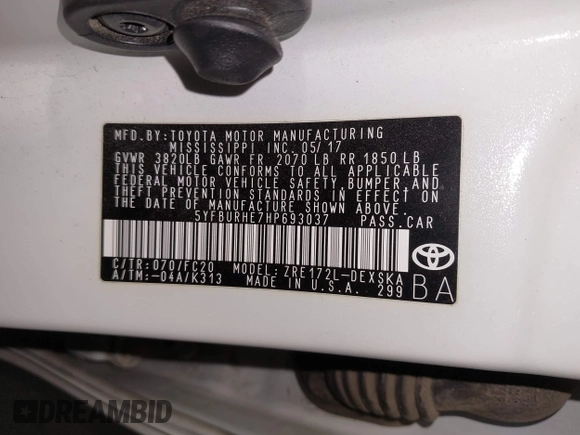 MFD. BY: TOYOTA MOTOR MANUFACTURING
MISSISSIPPI INC. 05/17
GVWR 3820LB GAWR FR 2070 LB RR 1850 LB
THIS VEHICLE CONFORMS TO ALL APPLICABLE
FEDERAL MOTOR VEHICLE SAFETY, BUMPER, AND
THEFT PREVENTION STANDARDS IN EFFECT ON
THE DATE OF MANUFACTURE SHOWN ABOVE.
5YFBURHE7HP693037 PASS. CAR
C/TR: 070/FC20 MODEL: ZRE172L-DEXSKA
A/TM: -04A/K313 MADE IN U.S.A. 299
BA
DREAMBID